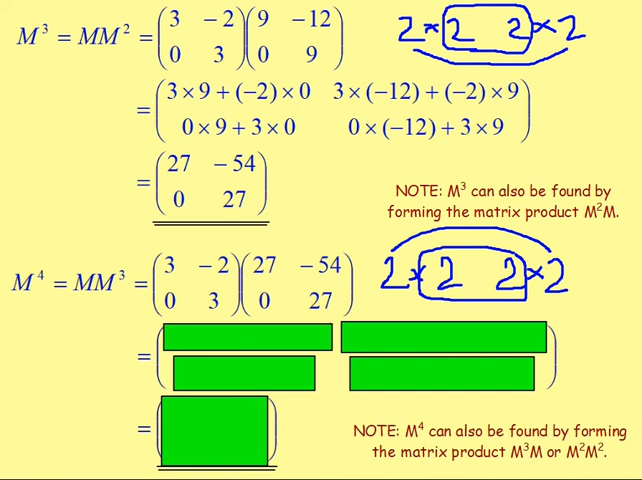 M³ = MM² = (3 −2 0 3)(9 −12 0 9) 2×2 2×2
= (3×9+(−2)×0 3×(−12)+(−2)×9
0×9+3×0 0×(−12)+3×9)
= (27 −54
0 27)
NOTE: M³ can also be found by
forming the matrix product M²M.
M⁴ = MM³ = (3 −2 0 3)(27 −54 0 27) 2×2 2×2
= ( )
= ( )
NOTE: M⁴ can also be found by forming
the matrix product M³M or M²M².